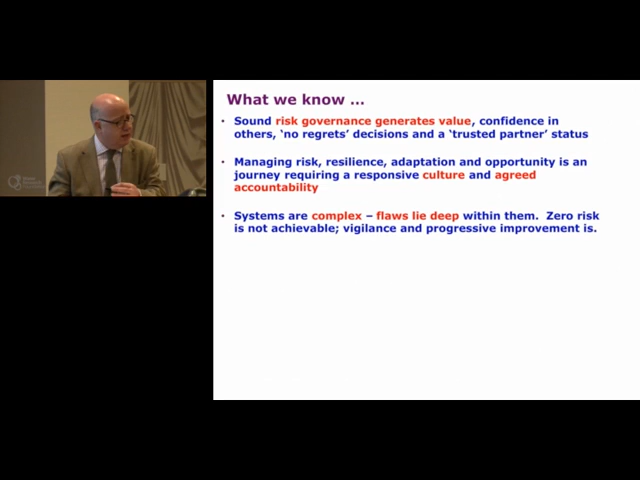 What we know ...
• Sound risk governance generates value, confidence in
others, ‘no regrets’ decisions and a ‘trusted partner’ status
• Managing risk, resilience, adaptation and opportunity is an
journey requiring a responsive culture and agreed
accountability
• Systems are complex – flaws lie deep within them.  Zero risk
is not achievable; vigilance and progressive improvement is.